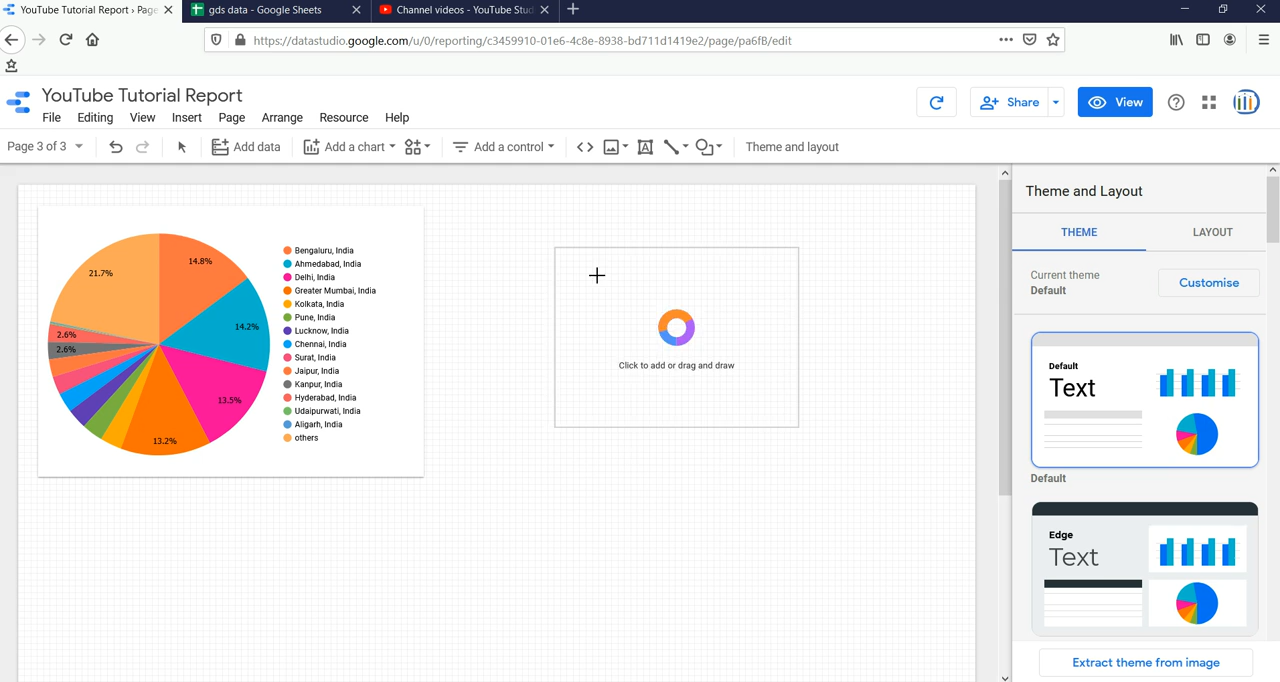 YouTube Tutorial Report › Page
gds data - Google Sheets
Channel videos - YouTube Stud
https://datastudio.google.com/u/0/reporting/c3459910-01e6-4c8e-8938-bd711d1419e2/page/pa6fB/edit
YouTube Tutorial Report
File Editing View Insert Page Arrange Resource Help
Share
View
Page 3 of 3
Add data
Add a chart
Add a control
Theme and layout
14.8%
14.2%
13.5%
13.2%
2.6%
2.6%
21.7%
Bengaluru, India
Ahmedabad, India
Delhi, India
Greater Mumbai, India
Kolkata, India
Pune, India
Lucknow, India
Chennai, India
Surat, India
Jaipur, India
Kanpur, India
Hyderabad, India
Udaipurwati, India
Aligarh, India
others
Click to add or drag and draw
Theme and Layout
THEME LAYOUT
Current theme
Default
Customise
Default
Text
Default
Edge
Text
Extract theme from image